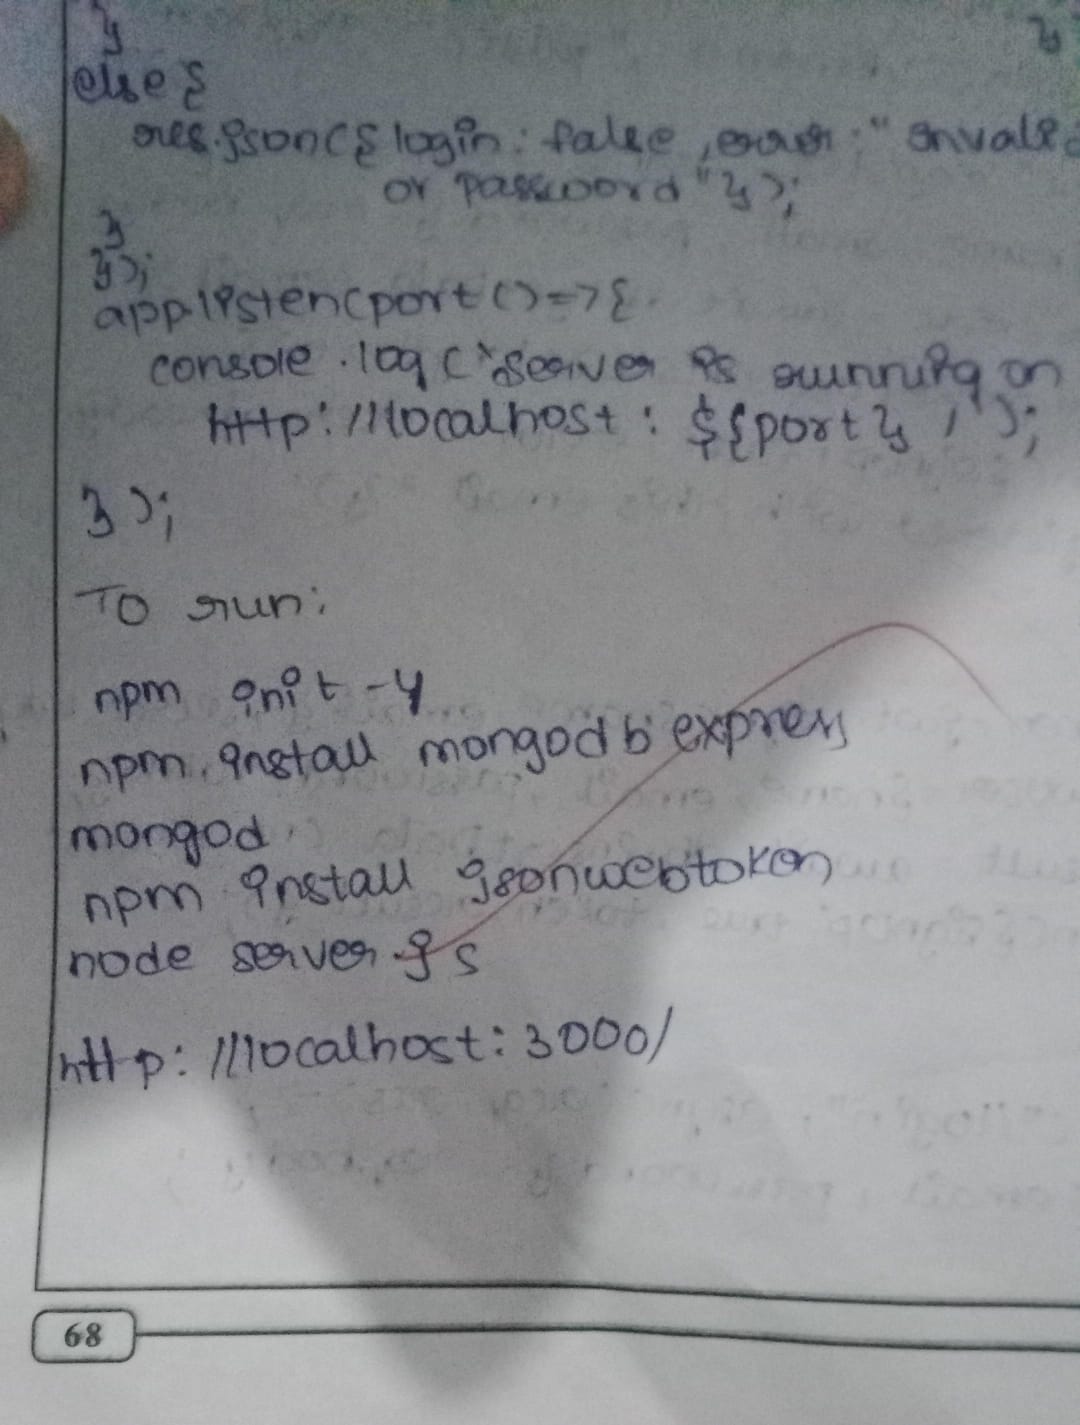 }
}
else {
res.json({ login : false , error : "Invalid
or password" });
}
});
app.listen(port () => {
console .log (`Server is running on
http://localhost : ${port} `);
});
To run:
npm init -y
npm install mongodb express
mongod
npm install jsonwebtoken
node server js
http://localhost:3000/
68